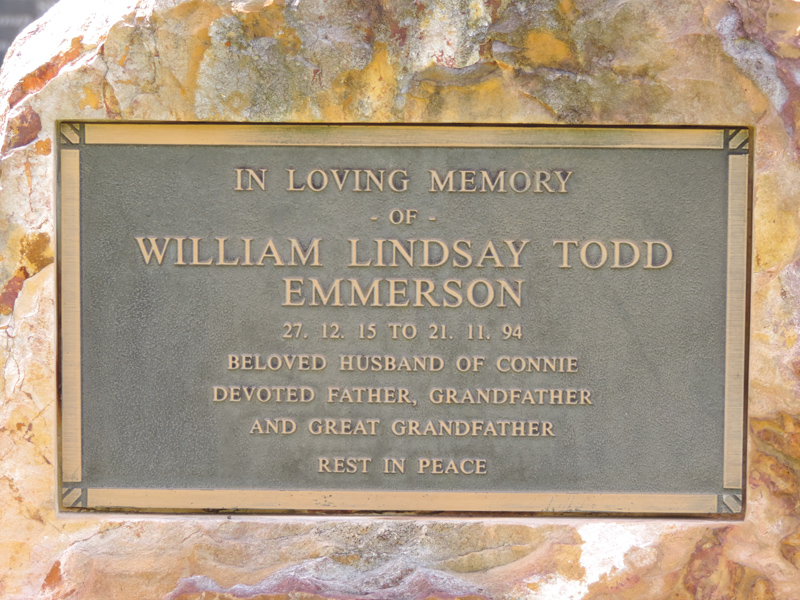 IN LOVING MEMORY
- OF -
WILLIAM LINDSAY TODD
EMMERSON
27. 12. 15 TO 21. 11. 94
BELOVED HUSBAND OF CONNIE
DEVOTED FATHER, GRANDFATHER
AND GREAT GRANDFATHER
REST IN PEACE